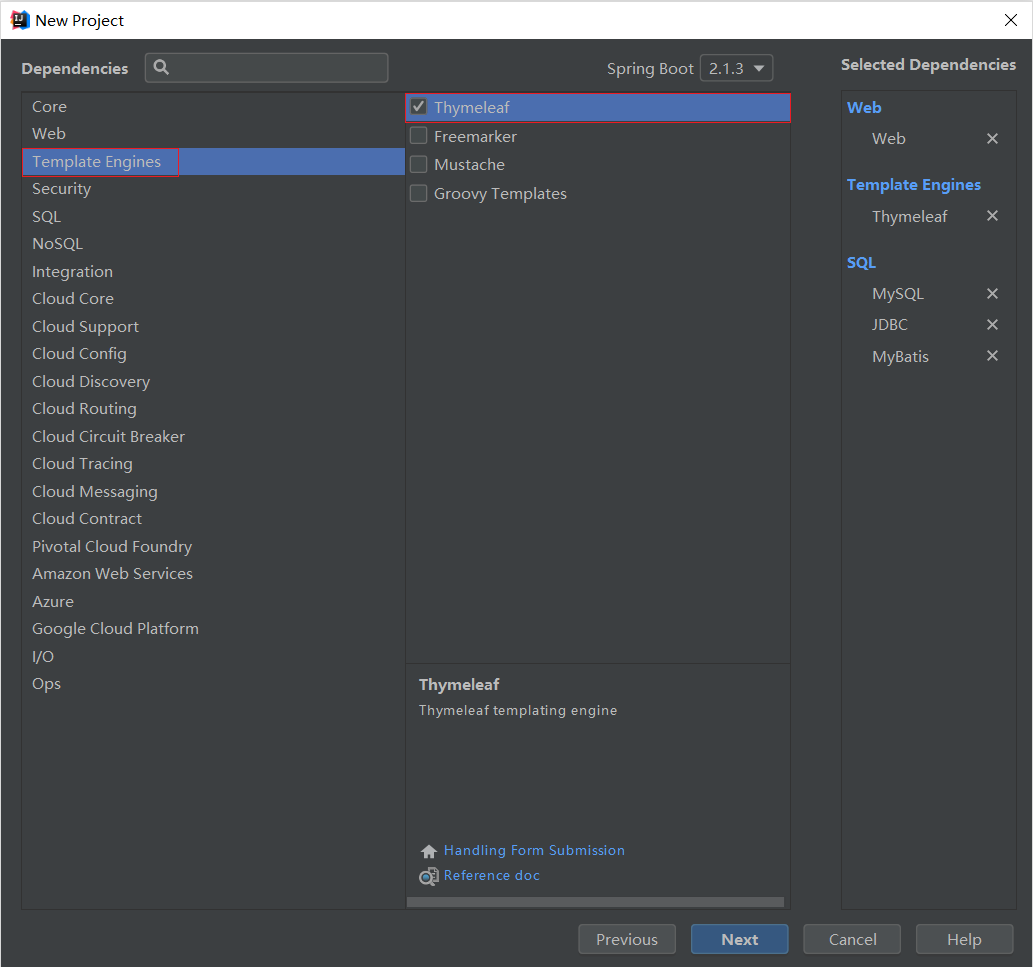 New Project
Dependencies
Spring Boot 2.1.3
Selected Dependencies
Core
Web
Template Engines
Security
SQL
NoSQL
Integration
Cloud Core
Cloud Support
Cloud Config
Cloud Discovery
Cloud Routing
Cloud Circuit Breaker
Cloud Tracing
Cloud Messaging
Cloud Contract
Pivotal Cloud Foundry
Amazon Web Services
Azure
Google Cloud Platform
I/O
Ops
Thymeleaf
Freemarker
Mustache
Groovy Templates
Thymeleaf
Thymeleaf templating engine
Handling Form Submission
Reference doc
Web
Web
Template Engines
Thymeleaf
SQL
MySQL
JDBC
MyBatis
Previous
Next
Cancel
Help